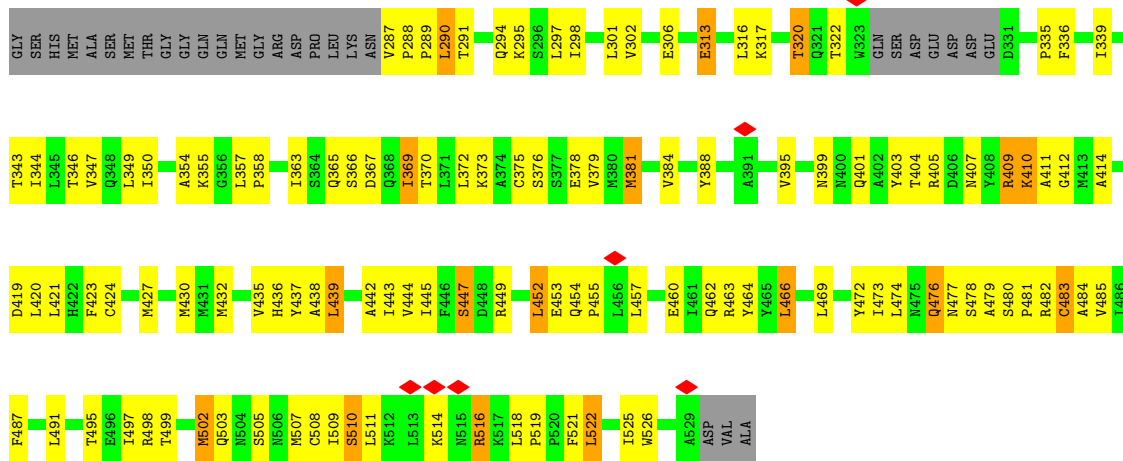 GLY SER HIS MET ALA SER MET THR GLY GLY GLN GLN MET GLY ARG ASP PRO LEU LYS ASN V287 P288 P289 L290 T291 Q294 K295 S296 L297 I298 L301 V302 E306 E313 L316 K317 T320 Q321 T322 W323 GLN SER ASP GLU ASP ASP GLU D331 P335 F336 I339
T343 I344 L345 T346 V347 Q348 L349 I350 A354 K355 G356 L357 P358 I363 S364 Q365 S366 D367 Q368 I369 T370 L371 L372 K373 A374 C375 S376 S377 E378 V379 M380 M381 V384 Y388 A391 V395 N399 N400 Q401 A402 Y403 T404 R405 D406 N407 Y408 R409 K410 A411 G412 M413 A414
D419 L420 L421 H422 F423 C424 M427 M430 M431 M432 V435 H436 Y437 A438 L439 A442 I443 V444 I445 F446 S447 D448 R449 L452 E453 Q454 P455 L456 L457 E460 I461 Q462 R463 Y464 Y465 L466 L469 Y472 I473 L474 N475 Q476 N477 S478 A479 S480 P481 R482 C483 A484 V485 I486
F487 L491 T495 E496 I497 R498 T499 M502 Q503 N504 S505 N506 M507 C508 I509 S510 L511 K512 L513 K514 N515 R516 K517 L518 P519 P520 F521 L522 I525 W526 A529 ASP VAL ALA